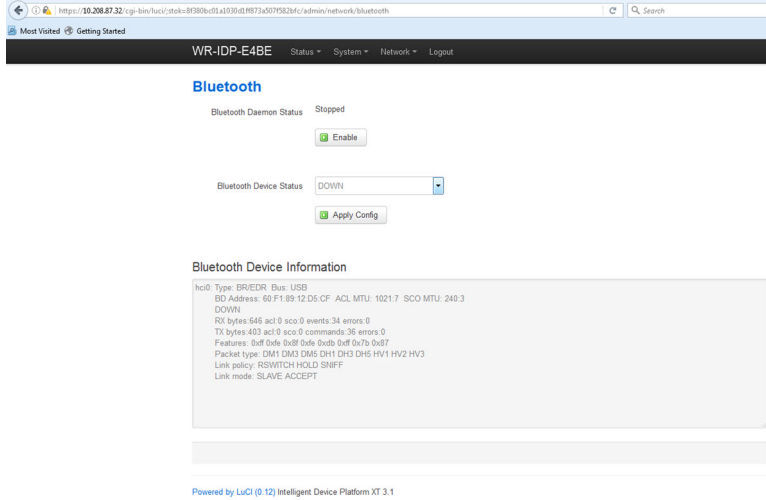 https://10.208.87.32/cgi-bin/luci/;stok=8f380bc01a1030d1ff873a507f582bfc/admin/network/bluetooth
Search
Most Visited Getting Started
WR-IDP-E4BE Status System Network Logout
Bluetooth
Bluetooth Daemon Status Stopped
Enable
Bluetooth Device Status DOWN
Apply Config
Bluetooth Device Information
hci0: Type: BR/EDR Bus: USB
BD Address: 60:F1:89:12:D5:CF ACL MTU: 1021:7 SCO MTU: 240:3
DOWN
RX bytes:646 acl:0 sco:0 events:34 errors:0
TX bytes:403 acl:0 sco:0 commands:36 errors:0
Features: 0xff 0xfe 0x8f 0xfe 0xdb 0xff 0x7b 0x87
Packet type: DM1 DM3 DM5 DH1 DH3 DH5 HV1 HV2 HV3
Link policy: RSWITCH HOLD SNIFF
Link mode: SLAVE ACCEPT
Powered by LuCI (0.12) Intelligent Device Platform XT 3.1